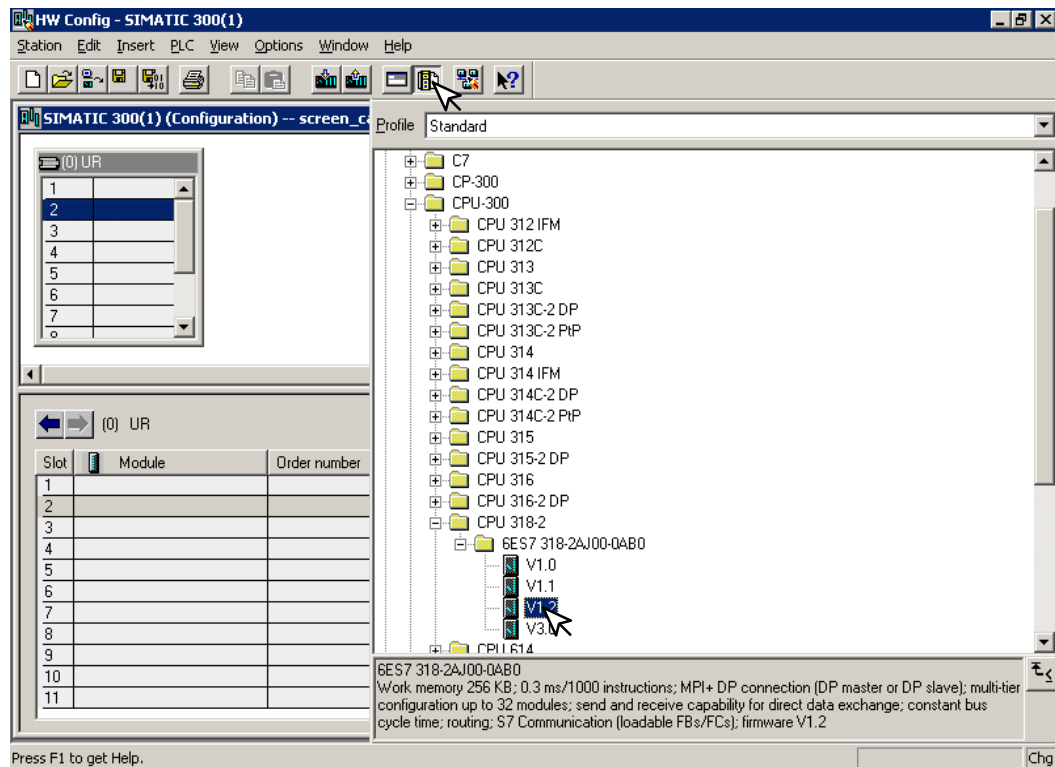 HW Config - SIMATIC 300(1)
Station Edit Insert PLC View Options Window Help
SIMATIC 300(1) (Configuration) -- screen_ca
Profile Standard
(0) UR
1
2
3
4
5
6
7
C7
CP-300
CPU-300
CPU 312 IFM
CPU 312C
CPU 313
CPU 313C
CPU 313C-2 DP
CPU 313C-2 PtP
CPU 314
CPU 314 IFM
CPU 314C-2 DP
CPU 314C-2 PtP
CPU 315
CPU 315-2 DP
CPU 316
CPU 316-2 DP
CPU 318-2
6ES7 318-2AJ00-0AB0
V1.0
V1.1
V1.2
V3.0
CPU 614
(0) UR
Slot Module Order number
1
2
3
4
5
6
7
8
9
10
11
6ES7 318-2AJ00-0AB0
Work memory 256 KB; 0.3 ms/1000 instructions; MPI+ DP connection (DP master or DP slave); multi-tier
configuration up to 32 modules; send and receive capability for direct data exchange; constant bus
cycle time; routing; S7 Communication (loadable FBs/FCs); firmware V1.2
Press F1 to get Help.
Chg